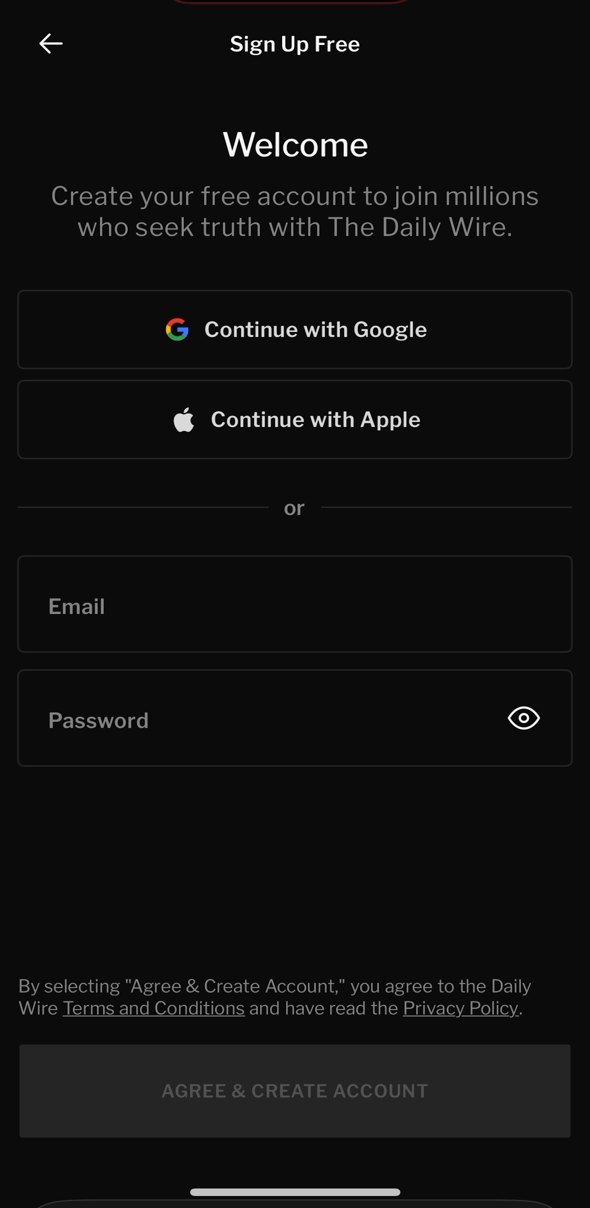 Sign Up Free
Welcome
Create your free account to join millions
who seek truth with The Daily Wire.
Continue with Google
Continue with Apple
or
Email
Password
By selecting "Agree & Create Account," you agree to the Daily
Wire Terms and Conditions and have read the Privacy Policy.
AGREE & CREATE ACCOUNT